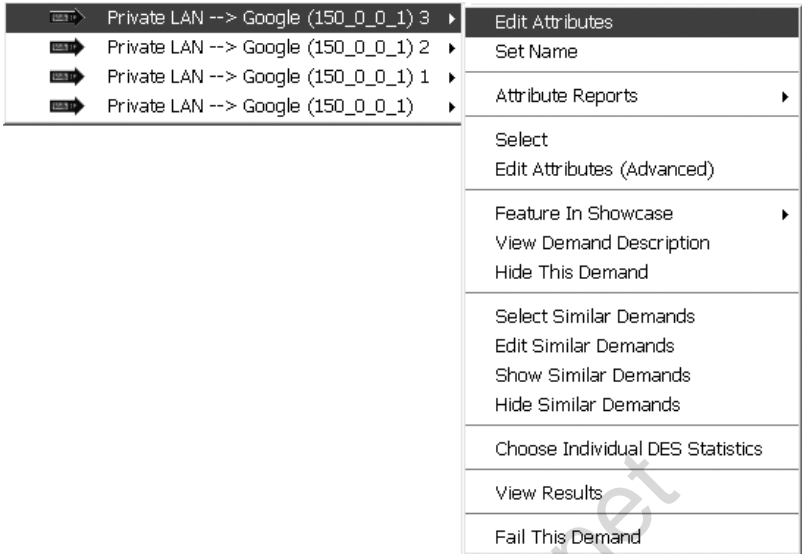 Private LAN --> Google (150_0_0_1) 3
Private LAN --> Google (150_0_0_1) 2
Private LAN --> Google (150_0_0_1) 1
Private LAN --> Google (150_0_0_1)
Edit Attributes
Set Name
Attribute Reports
Select
Edit Attributes (Advanced)
Feature In Showcase
View Demand Description
Hide This Demand
Select Similar Demands
Edit Similar Demands
Show Similar Demands
Hide Similar Demands
Choose Individual DES Statistics
View Results
Fail This Demand